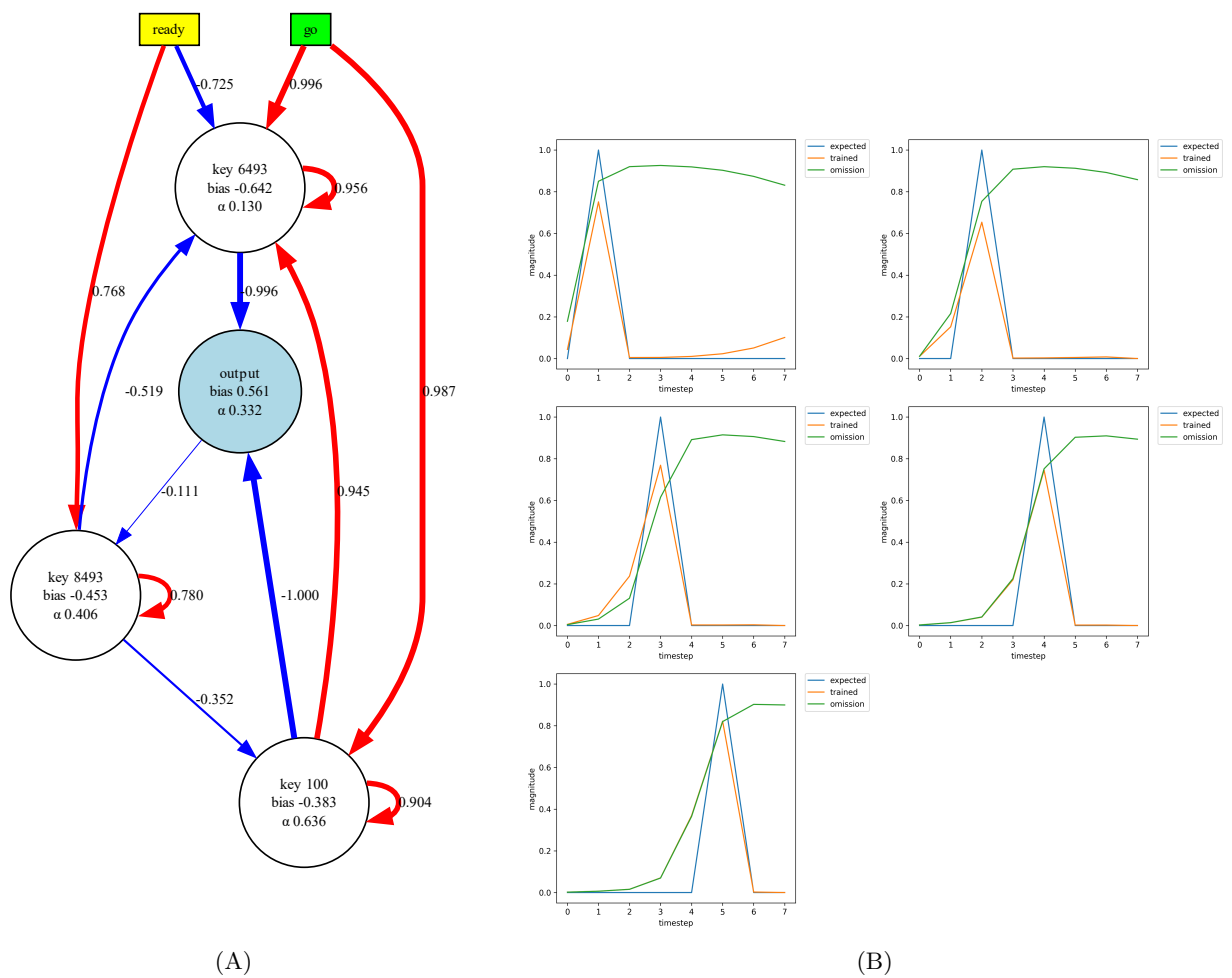 ready
go
-0.725
0.996
key 6493
bias -0.642
α 0.130
0.956
0.768
-0.996
-0.519
output
bias 0.561
α 0.332
0.987
-0.111
0.945
key 8493
bias -0.453
α 0.406
0.780
-1.000
-0.352
key 100
bias -0.383
α 0.636
0.904
(A)
expected
trained
omission
magnitude
1.0
0.8
0.6
0.4
0.2
0.0
0 1 2 3 4 5 6 7
timestep
expected
trained
omission
magnitude
1.0
0.8
0.6
0.4
0.2
0.0
0 1 2 3 4 5 6 7
timestep
expected
trained
omission
magnitude
1.0
0.8
0.6
0.4
0.2
0.0
0 1 2 3 4 5 6 7
timestep
expected
trained
omission
magnitude
1.0
0.8
0.6
0.4
0.2
0.0
0 1 2 3 4 5 6 7
timestep
expected
trained
omission
magnitude
1.0
0.8
0.6
0.4
0.2
0.0
0 1 2 3 4 5 6 7
timestep
(B)